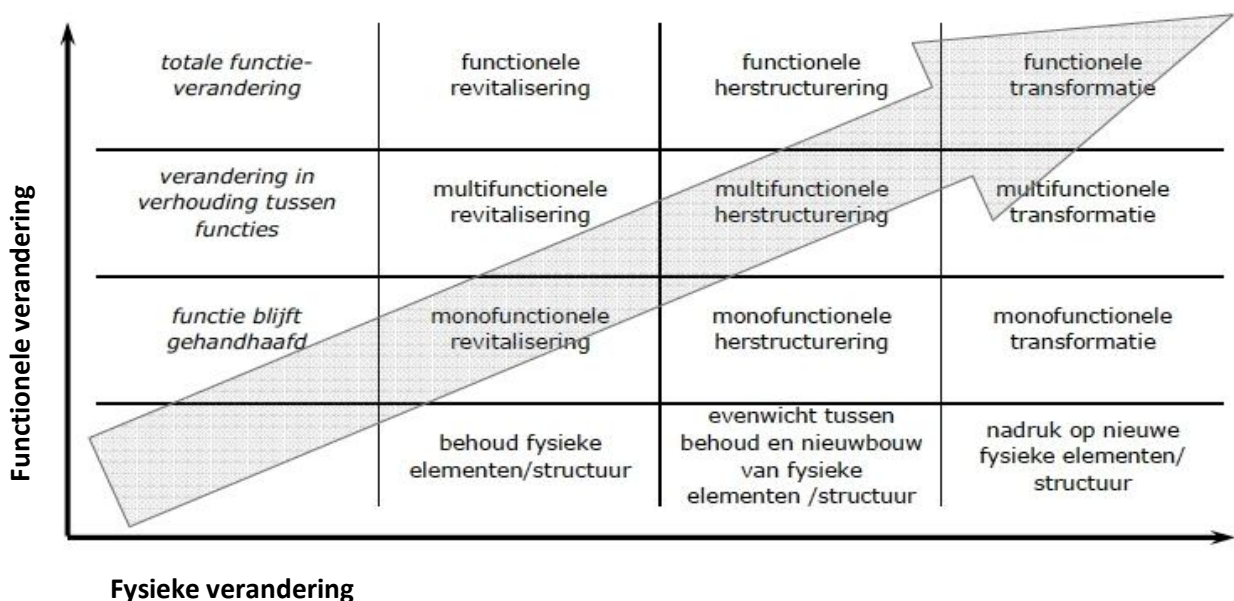 totale functie-
verandering
functionele
revitalisering
functionele
herstructurering
functionele
transformatie
verandering in
verhouding tussen
functies
multifunctionele
revitalisering
multifunctionele
herstructurering
multifunctionele
transformatie
functie blijft
gehandhaafd
monofunctionele
revitalisering
monofunctionele
herstructurering
monofunctionele
transformatie
behoud fysieke
elementen/structuur
evenwicht tussen
behoud en nieuwbouw
van fysieke
elementen /structuur
nadruk op nieuwe
fysieke elementen/
structuur
Functionele verandering
Fysieke verandering